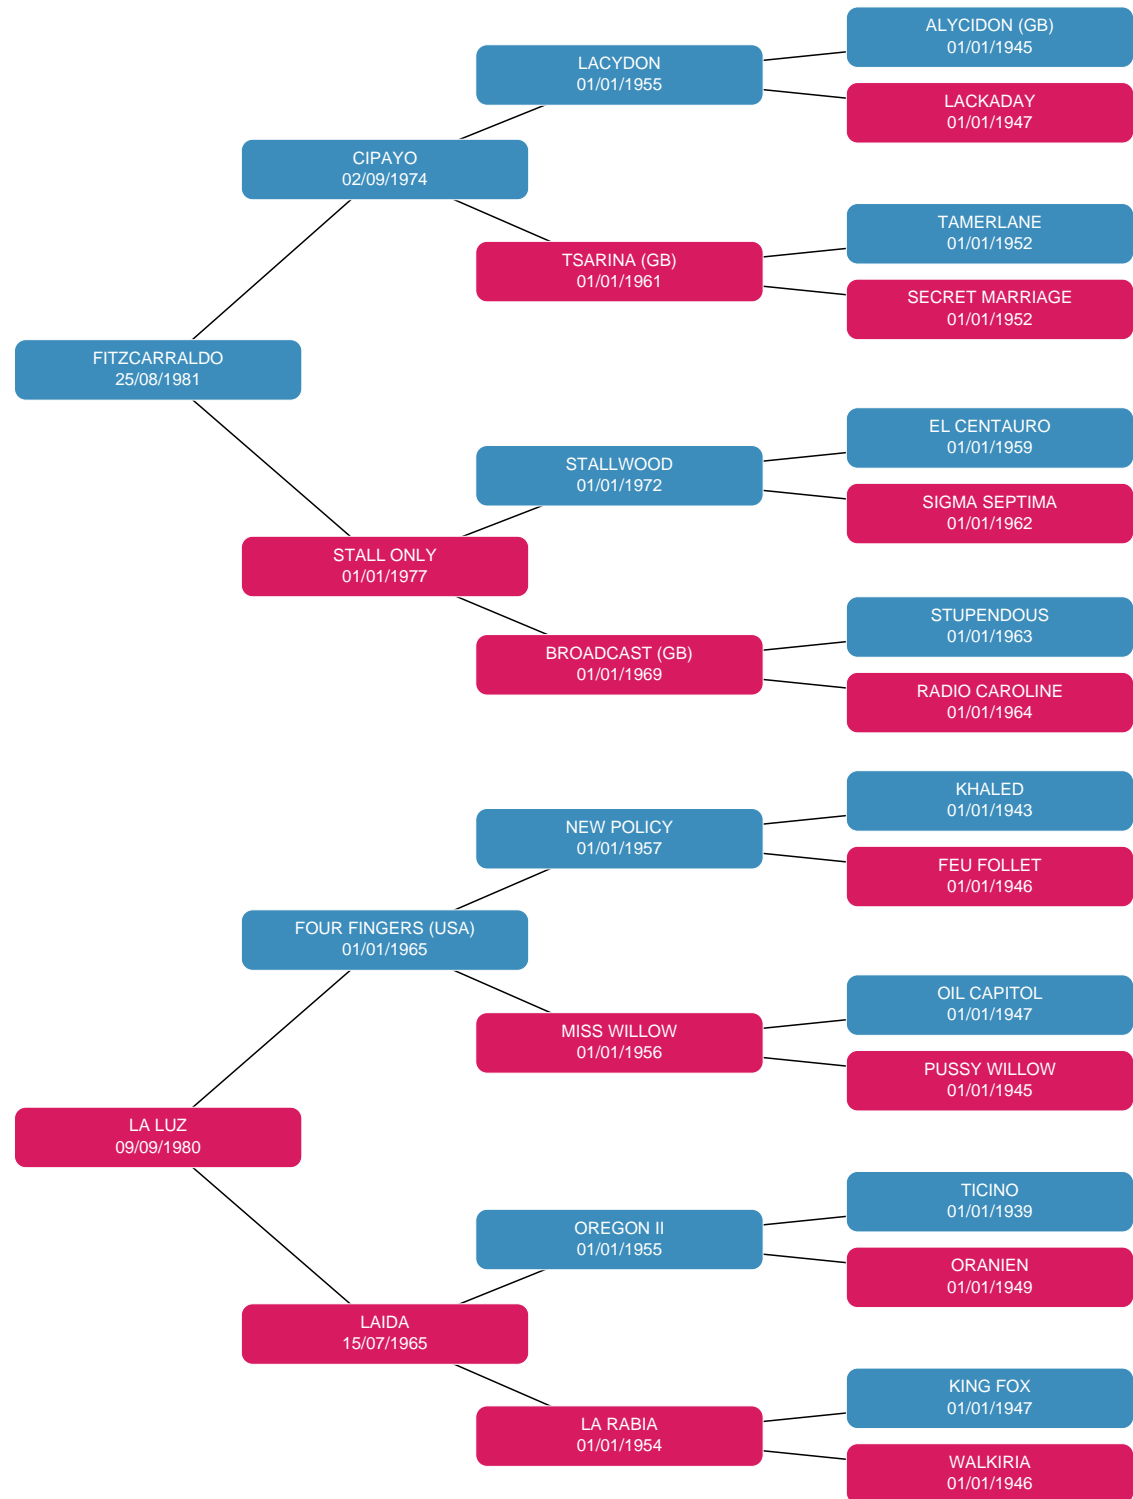 ALYCIDON (GB)
01/01/1945
LACYDON
01/01/1955
LACKADAY
01/01/1947
CIPAYO
02/09/1974
TAMERLANE
01/01/1952
TSARINA (GB)
01/01/1961
SECRET MARRIAGE
01/01/1952
FITZCARRALDO
25/08/1981
EL CENTAURO
01/01/1959
STALLWOOD
01/01/1972
SIGMA SEPTIMA
01/01/1962
STALL ONLY
01/01/1977
STUPENDOUS
01/01/1963
BROADCAST (GB)
01/01/1969
RADIO CAROLINE
01/01/1964
KHALED
01/01/1943
NEW POLICY
01/01/1957
FEU FOLLET
01/01/1946
FOUR FINGERS (USA)
01/01/1965
OIL CAPITOL
01/01/1947
MISS WILLOW
01/01/1956
PUSSY WILLOW
01/01/1945
LA LUZ
09/09/1980
TICINO
01/01/1939
OREGON II
01/01/1955
ORANIEN
01/01/1949
LAIDA
15/07/1965
KING FOX
01/01/1947
LA RABIA
01/01/1954
WALKIRIA
01/01/1946